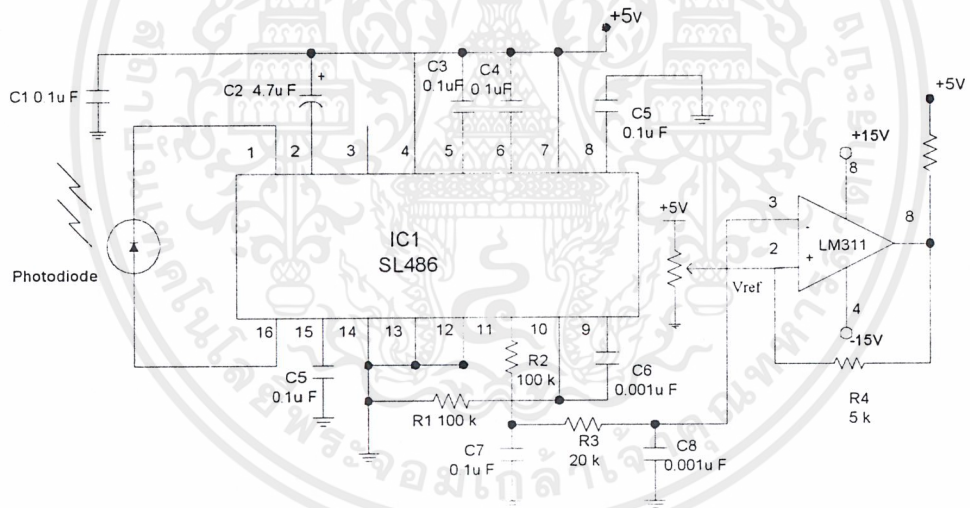 +5v
C1 0.1u F
C2 4.7u F
+
C3
0.1uF
C4
0 1uF
C5
0.1u F
1 2 3 4 5 6 7 8
IC1
SL486
Photodiode
16 15 14 13 12 11 10 9
C5
0.1u F
R1 100 k
R2
100 k
C6
0.001u F
C7
0 1u F
R3
20 k
C8
0.001u F
+5V
Vref
3
2
-
+
LM311
+15V
8
8
4
-15V
+5V
R4
5 k